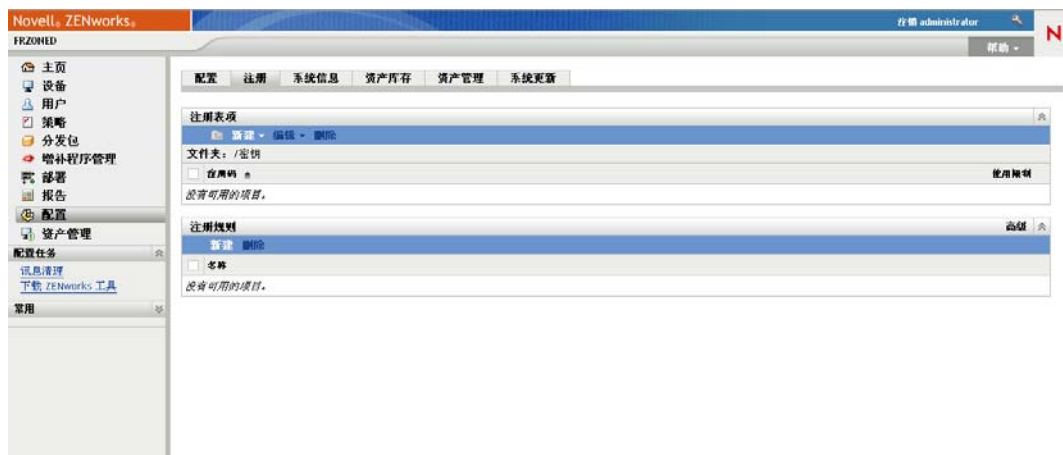 Novell® ZENworks®
注销 administrator
FRZONED
N
帮助
主页
设备
用户
策略
分发包
增补程序管理
部署
报告
配置
资产管理
配置任务
讯息清理
下载 ZENworks 工具
常用
配置 注册 系统信息 资产库存 资产管理 系统更新
注册表项
新建 编辑 删除
文件夹：/密钥
使用限制
没有可用的项目。
注册规则 高级
新建 删除
名称
没有可用的项目。